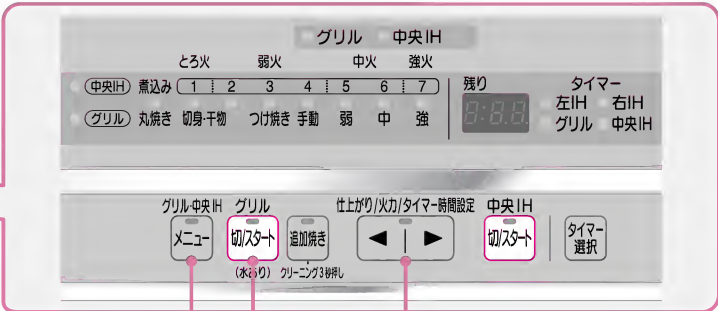 グリル 中央IH
とろ火 弱火 中火 強火
中央IH 煮込み 1 2 3 4 5 6 7
グリル 丸焼き 切身・干物 つけ焼き 手動 弱 中 強
残り タイマー
8:8.8.
左IH 右IH
グリル 中央IH
グリル・中央IH グリル 仕上がり/火力/タイマー時間設定 中央IH
メニュー 切/スタート 追加焼き ◀ | ▶ 切/スタート タイマー
選択
(水あり) クリーニング3秒押し